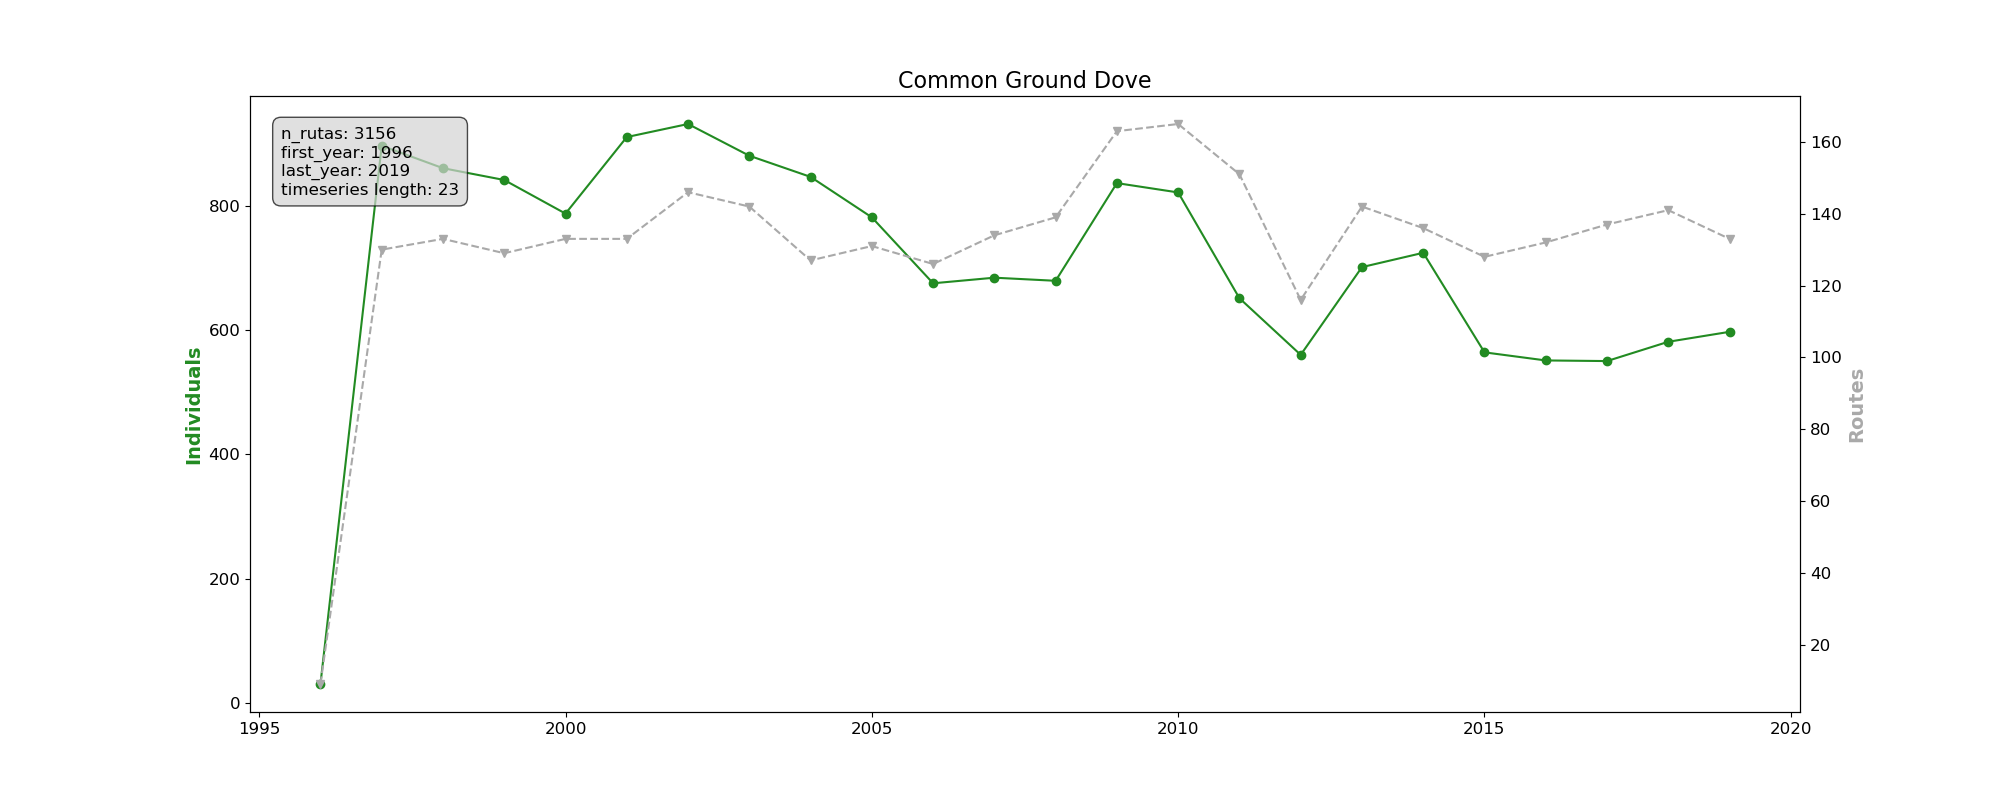 Common Ground Dove
n_rutas: 3156
first_year: 1996
last_year: 2019
timeseries length: 23
Individuals
800
600
400
200
0
160
140
120
100
80
60
40
20
Routes
1995 2000 2005 2010 2015 2020